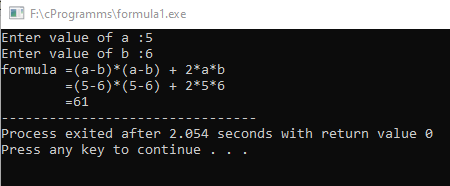 F:\cProgramms\formula1.exe
Enter value of a :5
Enter value of b :6
formula =(a-b)*(a-b) + 2*a*b
        =(5-6)*(5-6) + 2*5*6
        =61
--------------------------------
Process exited after 2.054 seconds with return value 0
Press any key to continue . . .